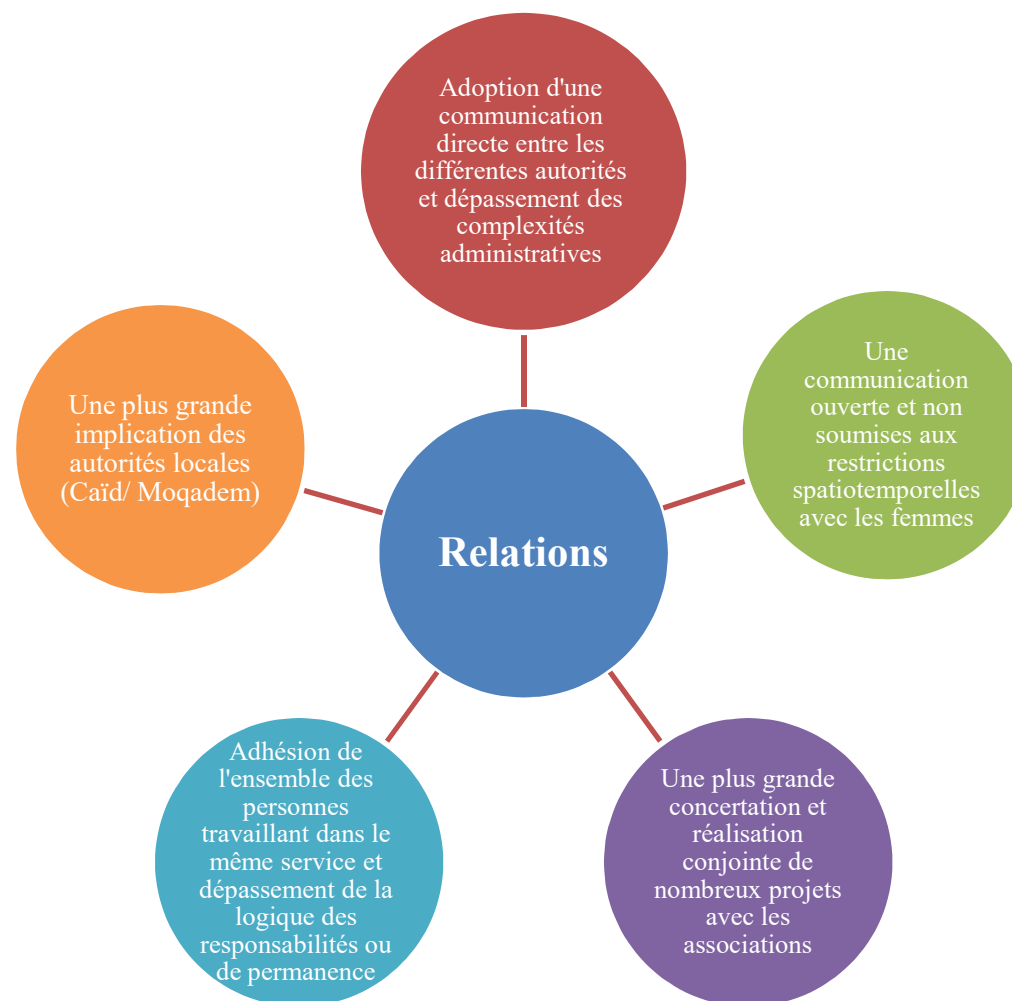 Adoption d'une
communication
directe entre les
différentes autorités
et dépassement des
complexités
administratives
Une
communication
ouverte et non
soumises aux
restrictions
spatiotemporelles
avec les femmes
Une plus grande
implication des
autorités locales
(Caïd/ Moqadem)
Relations
Adhésion de
l'ensemble des
personnes
travaillant dans le
même service et
dépassement de la
logique des
responsabilités ou
de permanence
Une plus grande
concertation et
réalisation
conjointe de
nombreux projets
avec les
associations